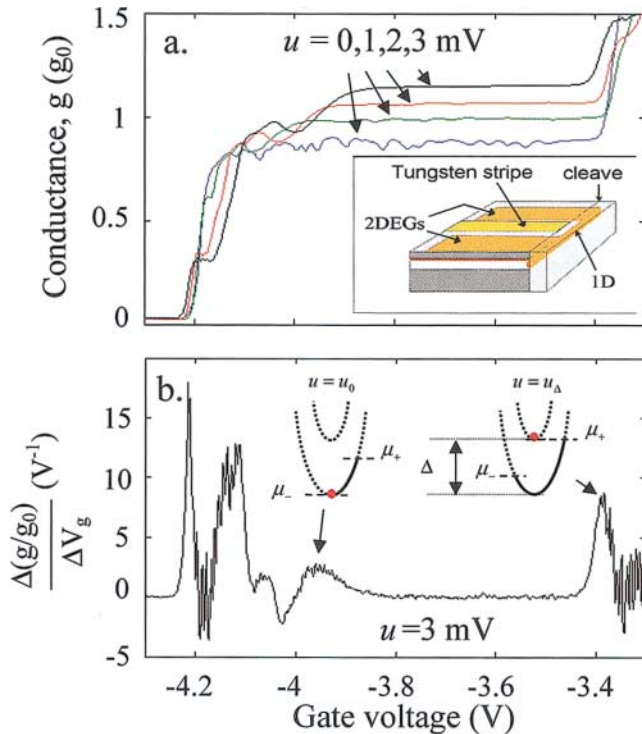 1.5
a.
u = 0,1,2,3 mV
1
0.5
0
Conductance, g (g₀)
Tungsten stripe
cleave
2DEGs
1D
b.
u = u₀
u = u_Δ
15
10
5
0
-5
μ₊
μ₋
Δ
μ₊
μ₋
Δ(g/g₀)
ΔV_g
(V⁻¹)
u =3 mV
-4.2
-4
-3.8
-3.6
-3.4
Gate voltage (V)